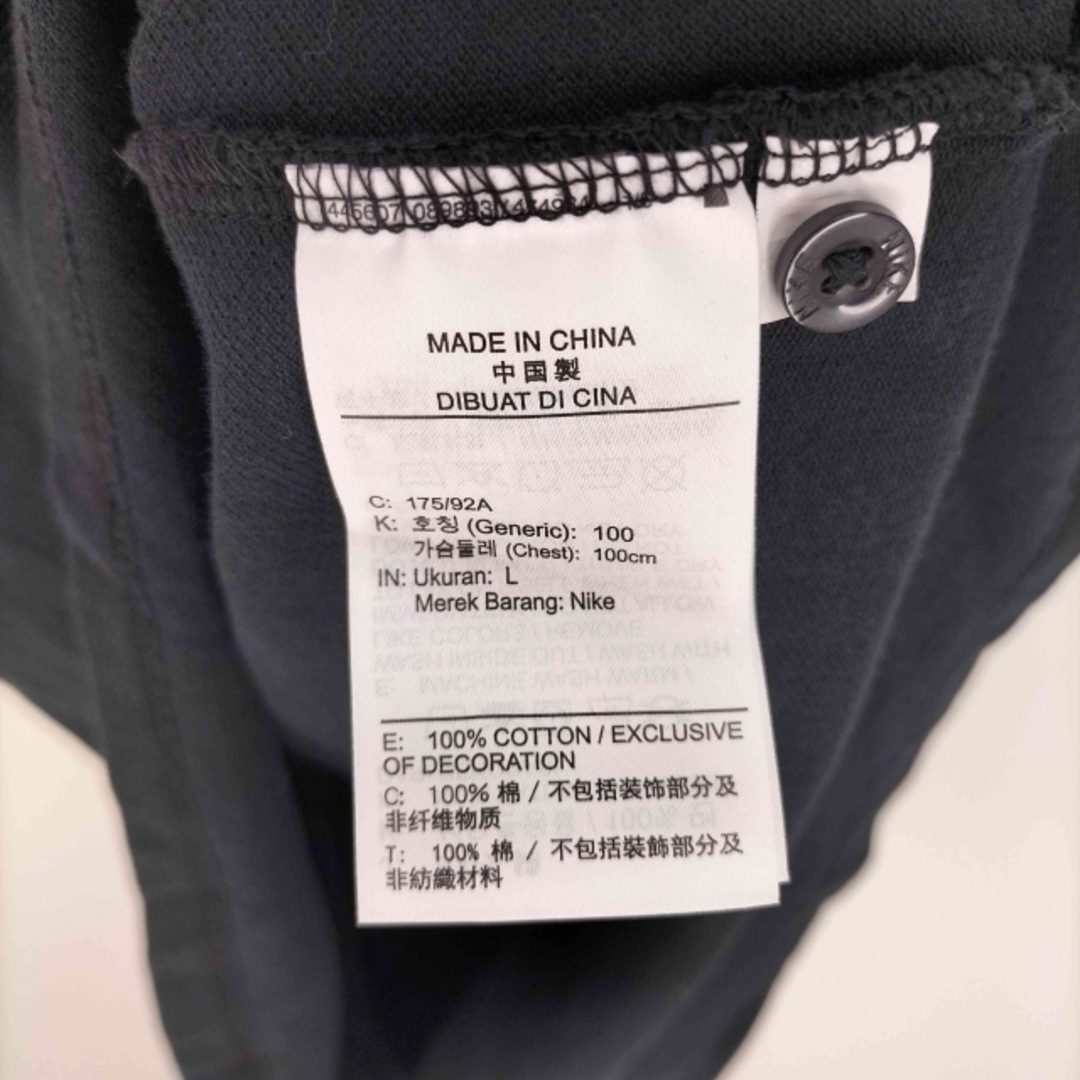 MADE IN CHINA
中国製
DIBUAT DI CINA
C: 175/92A
K: 호칭 (Generic): 100
가슴둘레 (Chest): 100cm
IN: Ukuran: L
Merek Barang: Nike
E: 100% COTTON / EXCLUSIVE
OF DECORATION
C: 100% 棉 / 不包括装饰部分及
非纤维物质
T: 100% 棉 / 不包括裝飾部分及
非紡織材料
NIKE